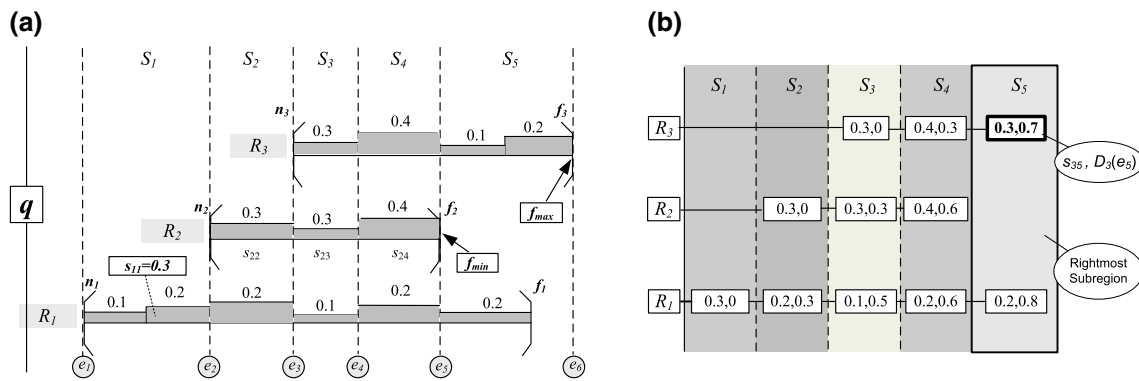 (a)
S1 S2 S3 S4 S5
n3 f3
0.3 0.4 0.1 0.2
R3
fmax
q
n2 f2
0.3 0.3 0.4
R2
s22 s23 s24
fmin
s11=0.3
n1 f1
0.1 0.2 0.2 0.1 0.2 0.2
R1
e1 e2 e3 e4 e5 e6
(b)
S1 S2 S3 S4 S5
R3 0.3,0 0.4,0.3 0.3,0.7
s35 , D3(e5)
R2 0.3,0 0.3,0.3 0.4,0.6
Rightmost
Subregion
R1 0.3,0 0.2,0.3 0.1,0.5 0.2,0.6 0.2,0.8